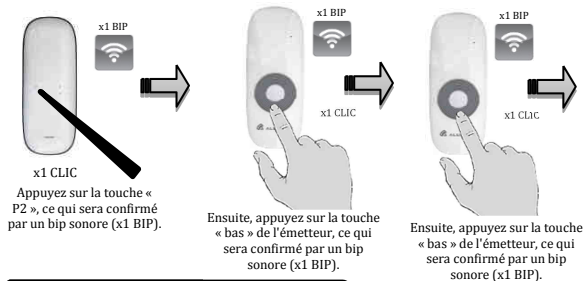 x1 BIP
x1 CLIC
Appuyez sur la touche «
P2 », ce qui sera confirmé
par un bip sonore (x1 BIP).
x1 BIP
x1 CLIC
Ensuite, appuyez sur la touche
« bas » de l'émetteur, ce qui
sera confirmé par un bip
sonore (x1 BIP).
x1 BIP
x1 CLIC
Ensuite, appuyez sur la touche
« bas » de l'émetteur, ce qui
sera confirmé par un bip
sonore (x1 BIP).